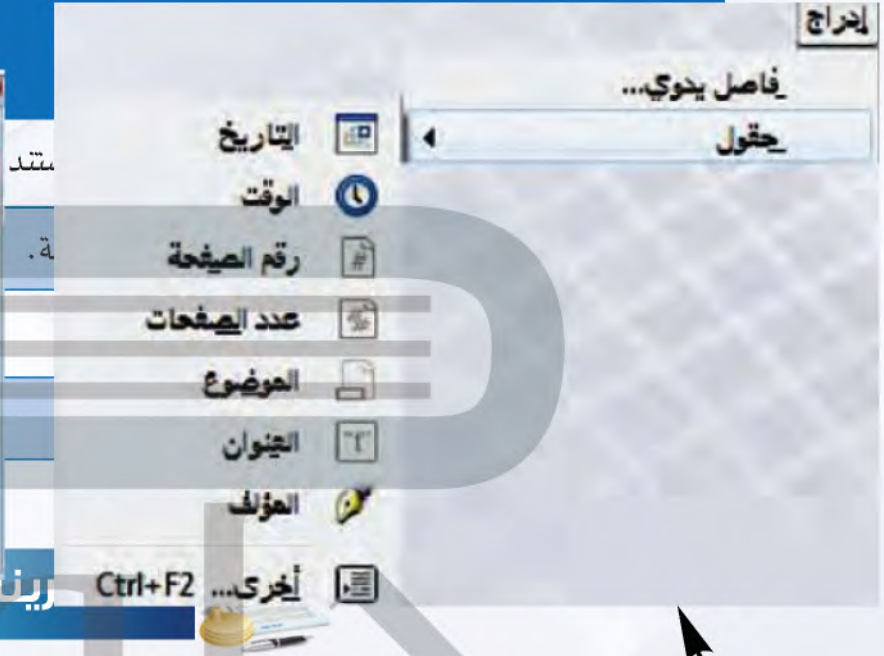 إدراج
فاصل يدوي...
حقول
التاريخ
الوقت
رقم الصفحة
عدد الصفحات
الموضوع
العنوان
المؤلف
أخرى... Ctrl+F2